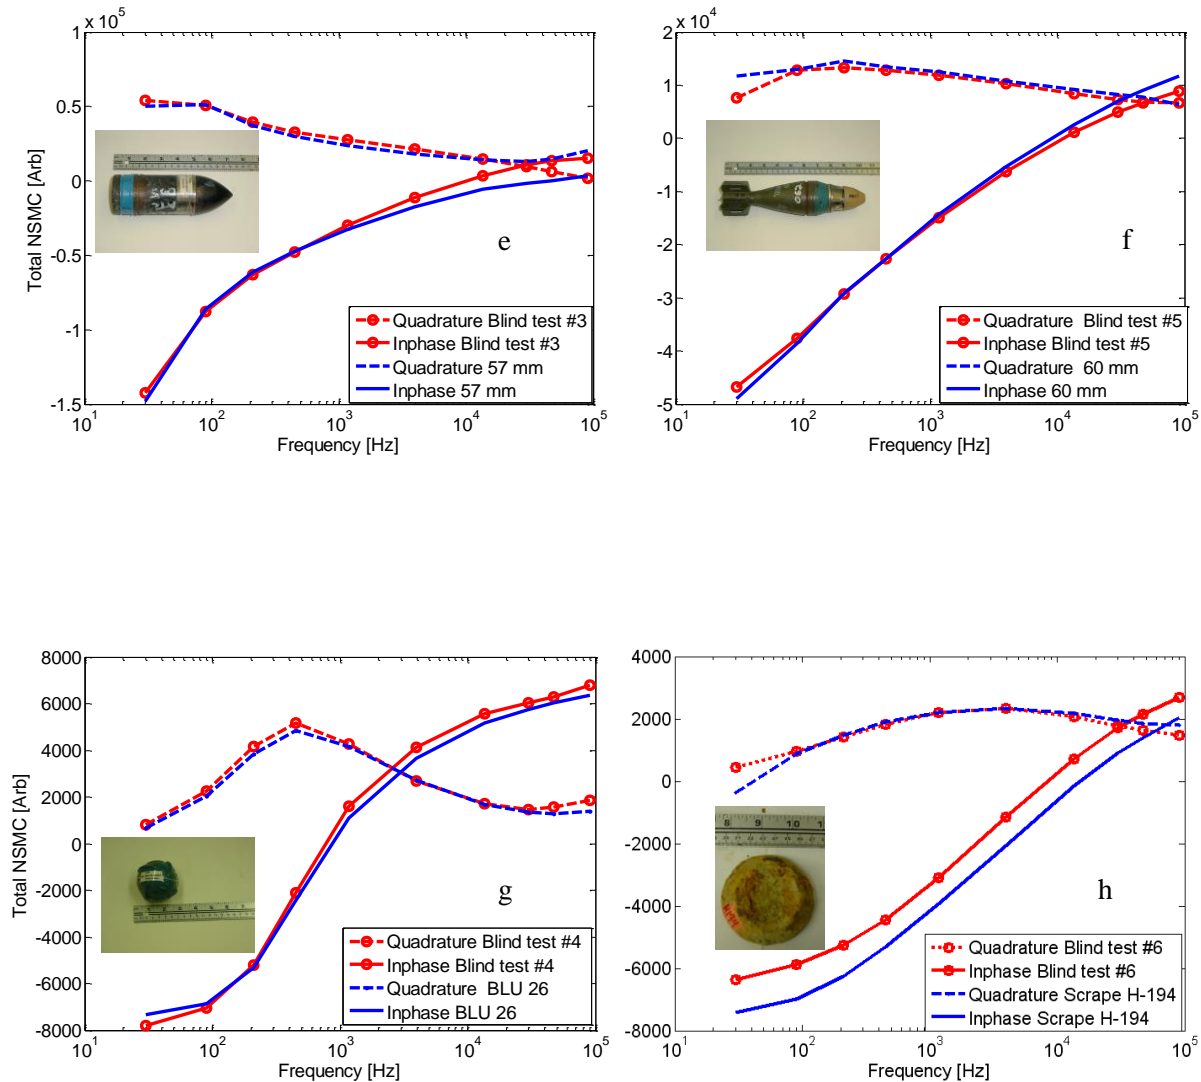 x 10^5
1
0.5
0
-0.5
-1
-1.5
Total NSMC [Arb]
10^1 10^2 10^3 10^4 10^5
Frequency [Hz]
e
Quadrature Blind test #3
Inphase Blind test #3
Quadrature 57 mm
Inphase 57 mm
x 10^4
2
1
0
-1
-2
-3
-4
-5
10^1 10^2 10^3 10^4 10^5
Frequency [Hz]
f
Quadrature Blind test #5
Inphase Blind test #5
Quadrature 60 mm
Inphase 60 mm
8000
6000
4000
2000
0
-2000
-4000
-6000
-8000
Total NSMC [Arb]
10^1 10^2 10^3 10^4 10^5
Frequency [Hz]
g
Quadrature Blind test #4
Inphase Blind test #4
Quadrature BLU 26
Inphase BLU 26
4000
2000
0
-2000
-4000
-6000
-8000
8 9 10 1
10^1 10^2 10^3 10^4 10^5
Frequency [Hz]
h
Quadrature Blind test #6
Inphase Blind test #6
Quadrature Scrape H-194
Inphase Scrape H-194